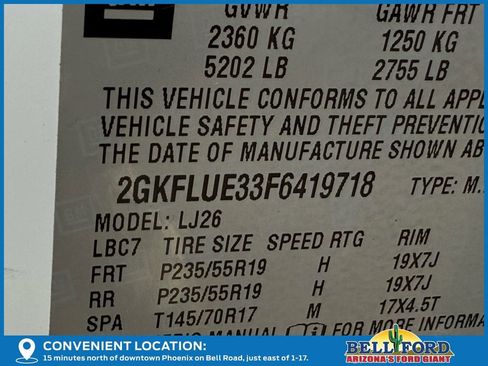 GVWR GAWR FRT
2360 KG 1250 KG
5202 LB 2755 LB
THIS VEHICLE CONFORMS TO ALL APPL
VEHICLE SAFETY AND THEFT PREVENTIO
THE DATE OF MANUFACTURE SHOWN AB
2GKFLUE33F6419718 TYPE: M.
MODEL: LJ26
LBC7 TIRE SIZE SPEED RTG RIM
FRT P235/55R19 H 19X7J
RR P235/55R19 H 19X7J
SPA T145/70R17 M 17X4.5T
MANUAL FOR MORE
CONVENIENT LOCATION:
15 minutes north of downtown Phoenix on Bell Road, just east of I-17.
BELL FORD
ARIZONA'S FORD GIANT